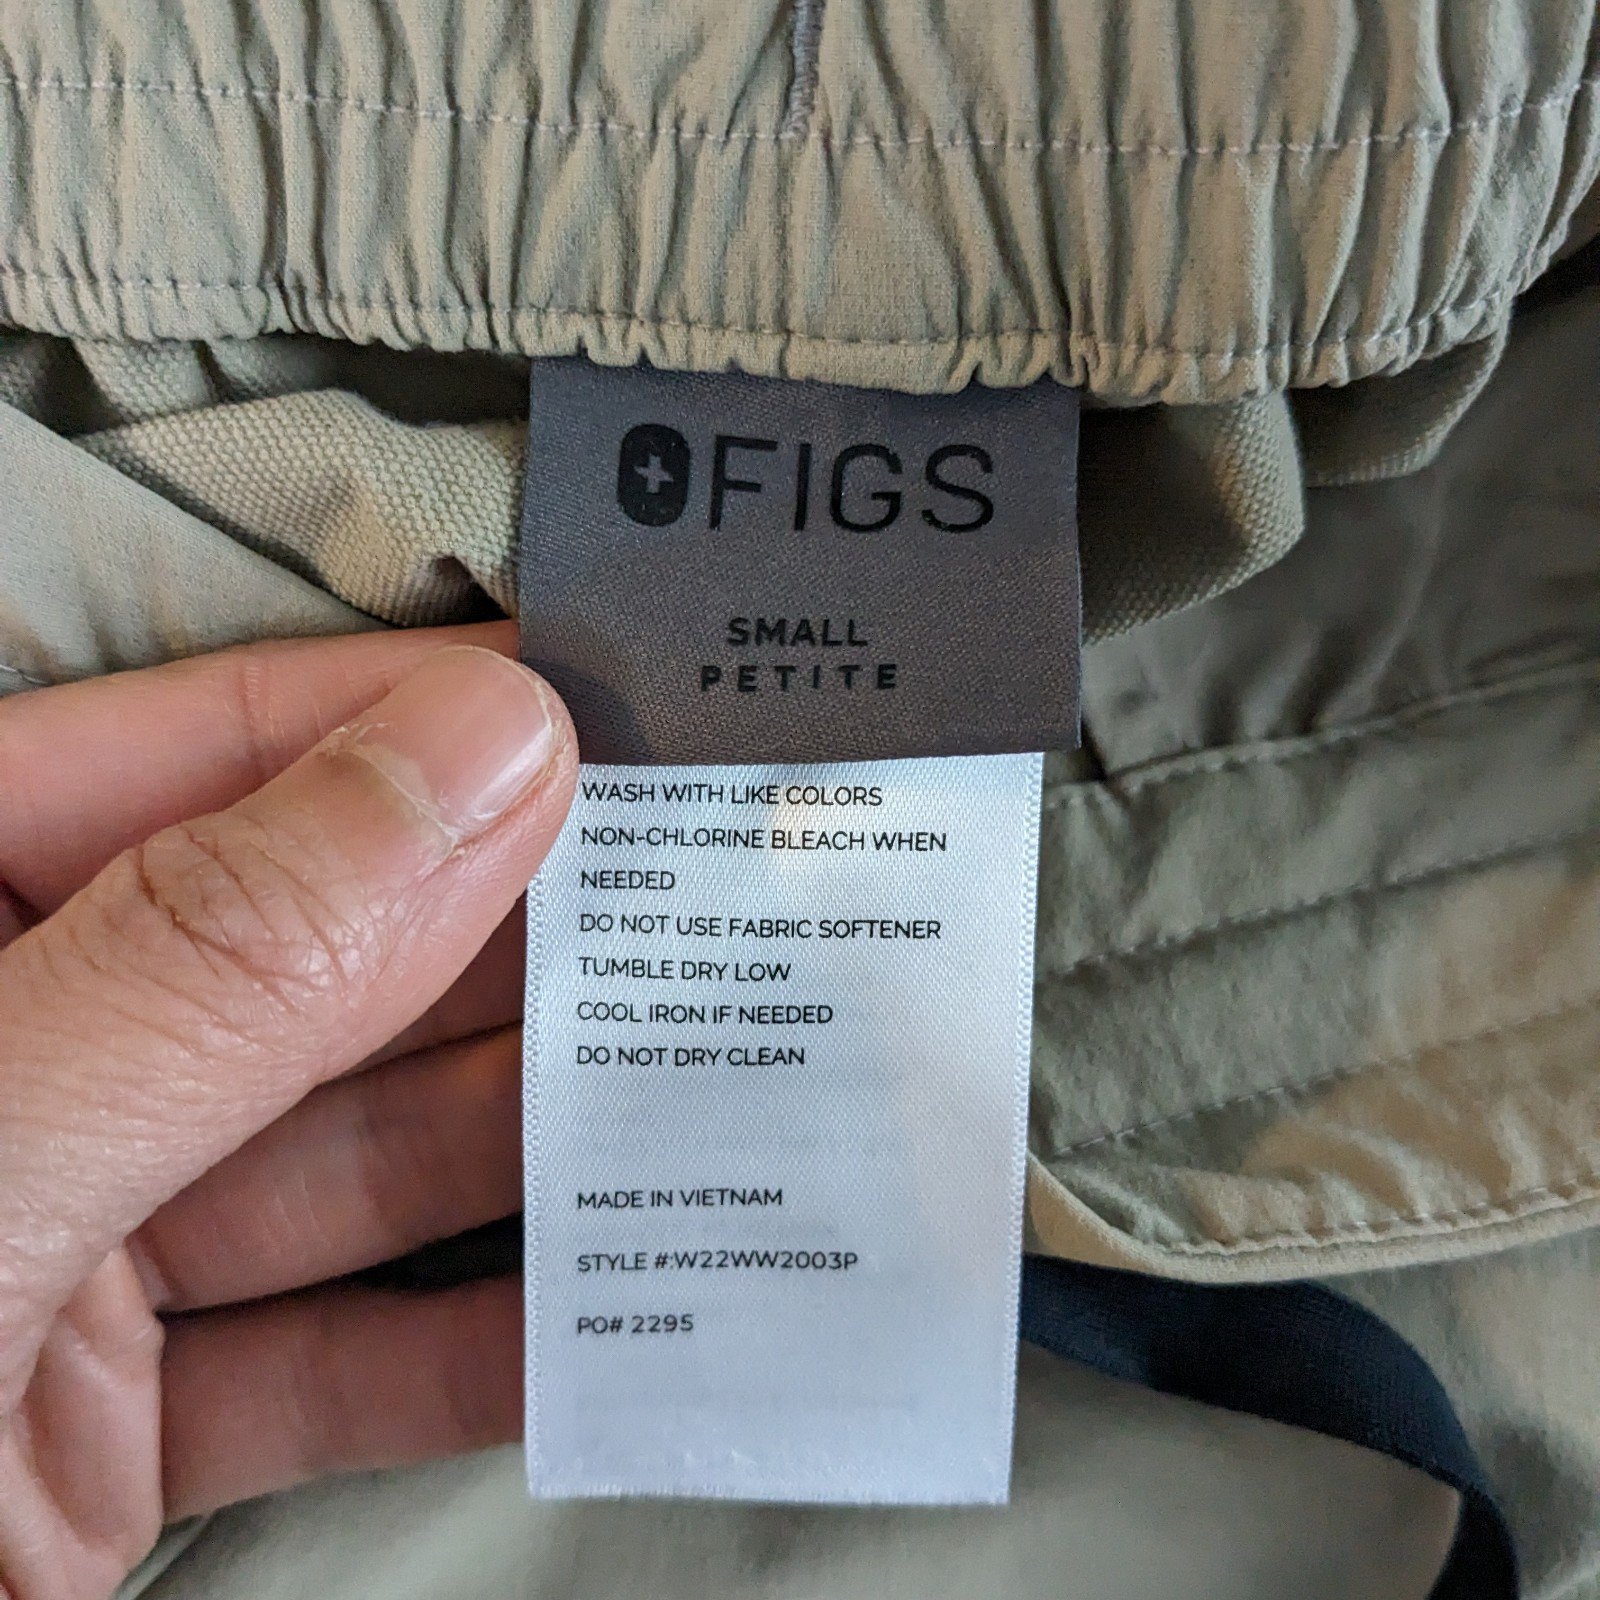 FIGS
SMALL
PETITE
WASH WITH LIKE COLORS
NON-CHLORINE BLEACH WHEN
NEEDED
DO NOT USE FABRIC SOFTENER
TUMBLE DRY LOW
COOL IRON IF NEEDED
DO NOT DRY CLEAN
MADE IN VIETNAM
STYLE #:W22WW2003P
PO# 2295